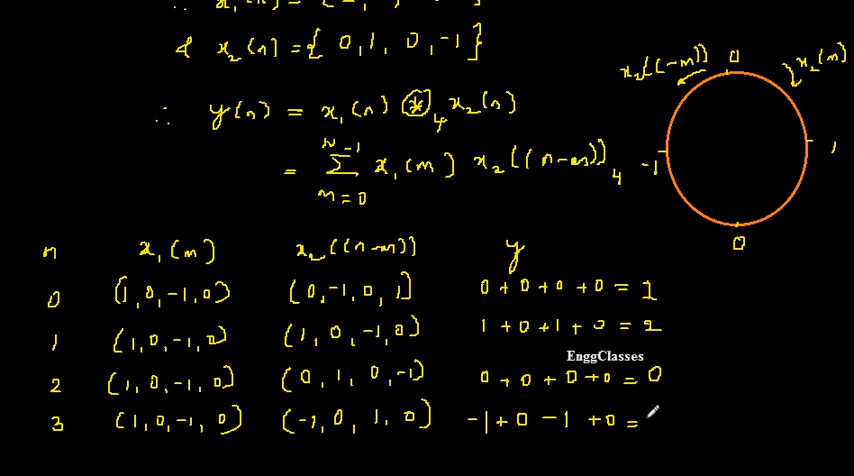 ∴ x₁(n) = {
& x₂(n) = { 0, 1, 0, -1 }
∴ y(n) = x₁(n) ⊛₄ x₂(n)
= Σ_{m=0}^{N-1} x₁(m) x₂((n-m))₄
x₂((-m)) 0 x₂(m)
-1 1
0
n x₁(m) x₂((n-m)) y
0 (1, 0, -1, 0) (0, -1, 0, 1] 0 + 0 + 0 + 0 = 1
1 (1, 0, -1, 0) (1, 0, -1, 0) 1 + 0 + 1 + 0 = 2
EnggClasses
2 (1, 0, -1, 0) (0, 1, 0, -1) 0 + 0 + 0 + 0 = 0
3 (1, 0, -1, 0) (-1, 0, 1, 0) -1 + 0 - 1 + 0 =